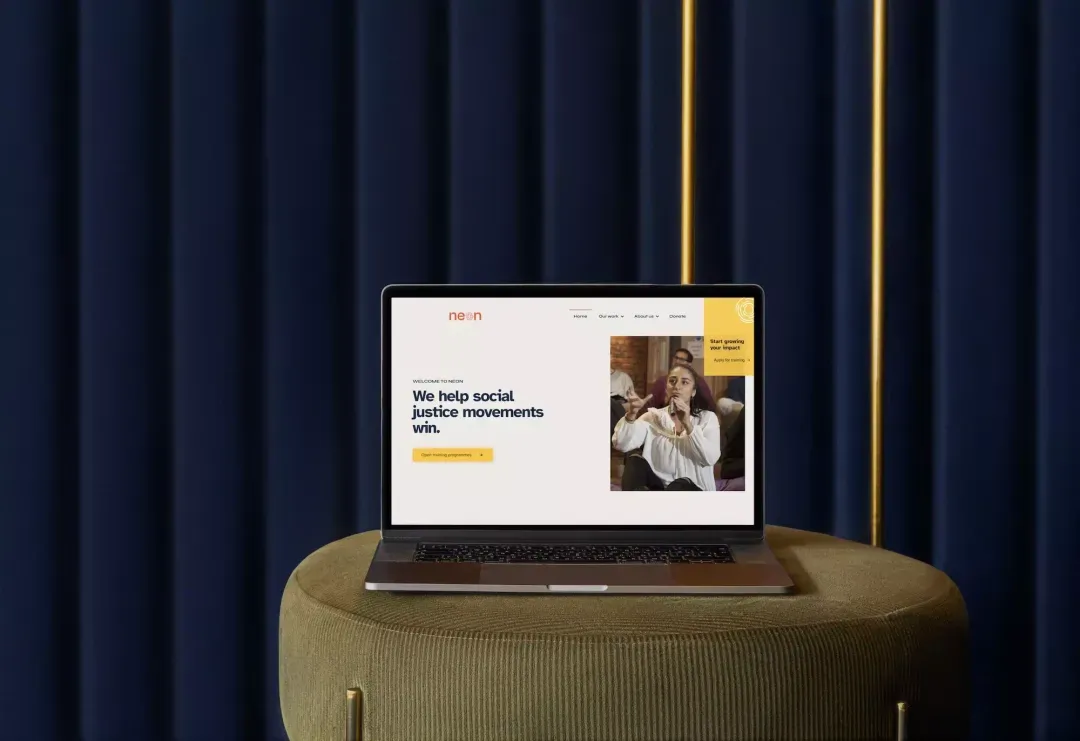 neon
Home Our work About us Donate
Start growing
your impact
Apply for training
WELCOME TO NEON
We help social
justice movements
win.
Open training programmes